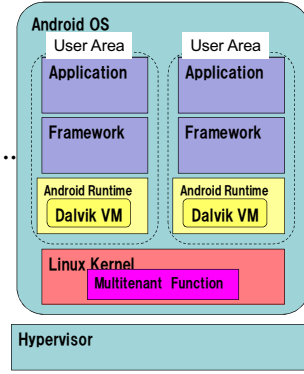 Android OS
User Area
User Area
Application
Application
Framework
Framework
Android Runtime
Android Runtime
Dalvik VM
Dalvik VM
Linux Kernel
Multitenant Function
Hypervisor